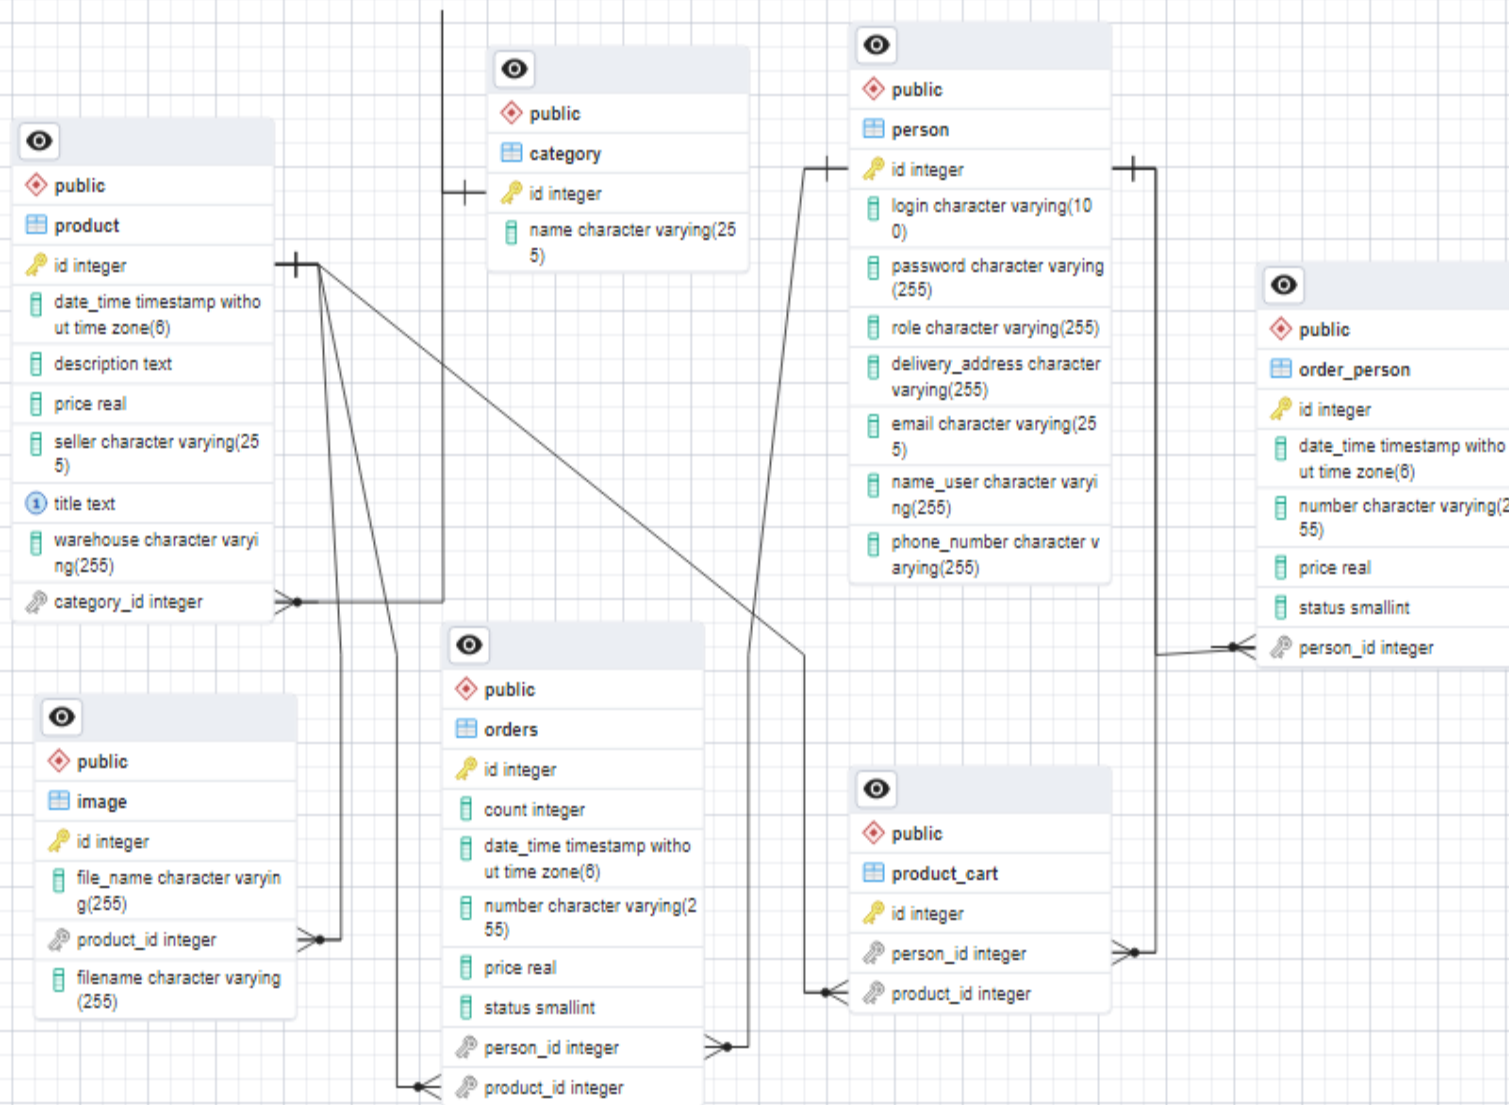 public
product
id integer
date_time timestamp witho
ut time zone(6)
description text
price real
seller character varying(25
5)
1 title text
warehouse character varyi
ng(255)
category_id integer
public
category
id integer
name character varying(25
5)
public
person
id integer
login character varying(10
0)
password character varying
(255)
role character varying(255)
delivery_address character
varying(255)
email character varying(25
5)
name_user character varyi
ng(255)
phone_number character v
arying(255)
public
order_person
id integer
date_time timestamp witho
ut time zone(6)
number character varying(2
55)
price real
status smallint
person_id integer
public
image
id integer
file_name character varyin
g(255)
product_id integer
filename character varying
(255)
public
orders
id integer
count integer
date_time timestamp witho
ut time zone(6)
number character varying(2
55)
price real
status smallint
person_id integer
product_id integer
public
product_cart
id integer
person_id integer
product_id integer